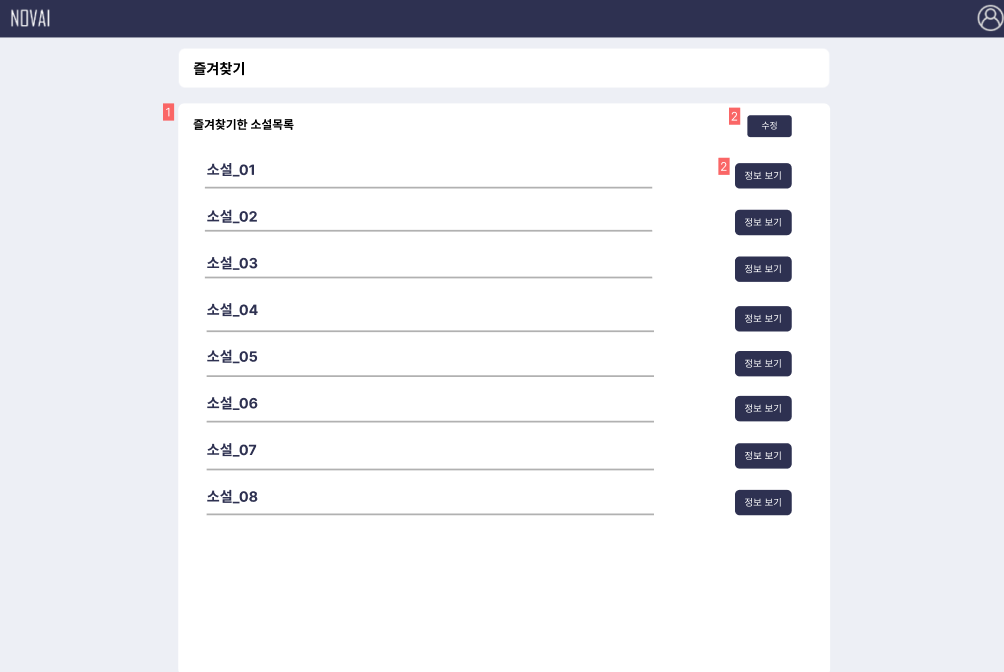 NOVAI
즐겨찾기
1
즐겨찾기한 소설목록
2 수정
소설_01
2 정보 보기
소설_02 정보 보기
소설_03 정보 보기
소설_04 정보 보기
소설_05 정보 보기
소설_06 정보 보기
소설_07 정보 보기
소설_08 정보 보기